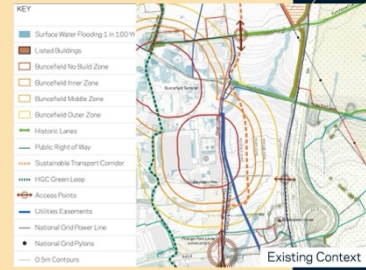 KEY
Surface Water Flooding 1 in 100 Y
Listed Buildings
Buncefield No Build Zone
Buncefield Inner Zone
Buncefield Middle Zone
Buncefield Outer Zone
Historic Lanes
Public Right of Way
Sustainable Transport Corridor
HGC Green Loop
Access Points
Utilities Easements
National Grid Power Line
National Grid Pylons
0.5m Contours
Buncefield Terminal
Existing Context